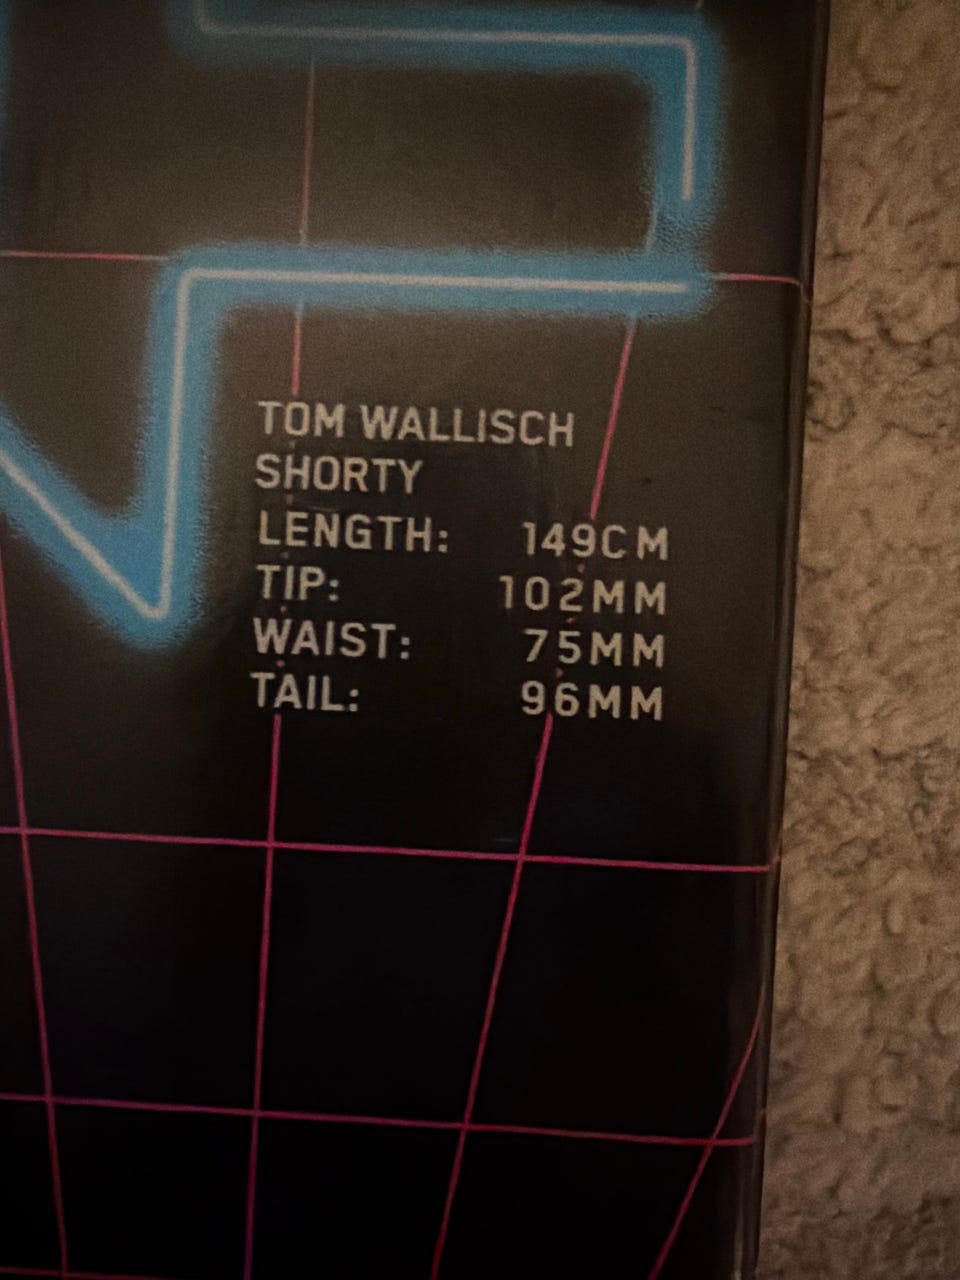 TOM WALLISCH
SHORTY
LENGTH: 149CM
TIP: 102MM
WAIST: 75MM
TAIL: 96MM